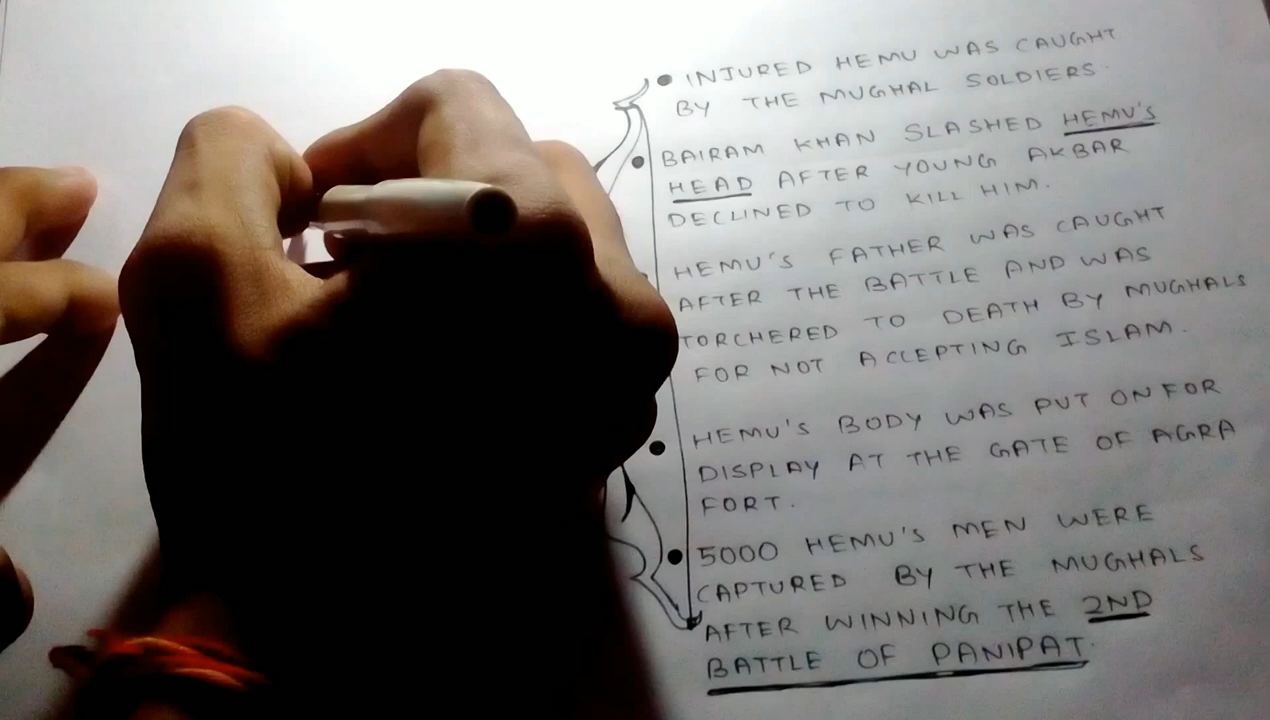 INJURED HEMU WAS CAUGHT
BY THE MUGHAL SOLDIERS.
BAIRAM KHAN SLASHED HEMU'S
HEAD AFTER YOUNG AKBAR
DECLINED TO KILL HIM.
HEMU'S FATHER WAS CAUGHT
AFTER THE BATTLE AND WAS
TORCHERED TO DEATH BY MUGHALS
FOR NOT ACCEPTING ISLAM.
HEMU'S BODY WAS PUT ON FOR
DISPLAY AT THE GATE OF AGRA
FORT.
5000 HEMU'S MEN WERE
CAPTURED BY THE MUGHALS
AFTER WINNING THE 2ND
BATTLE OF PANIPAT.